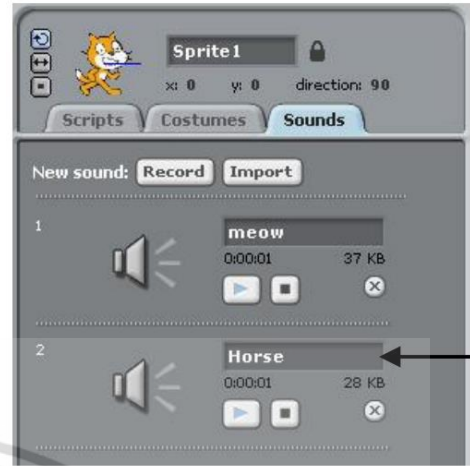 Sprite1
x: 0 y: 0 direction: 90
Scripts Costumes Sounds
New sound: Record Import
1
meow
0:00:01 37 KB
2
Horse
0:00:01 28 KB